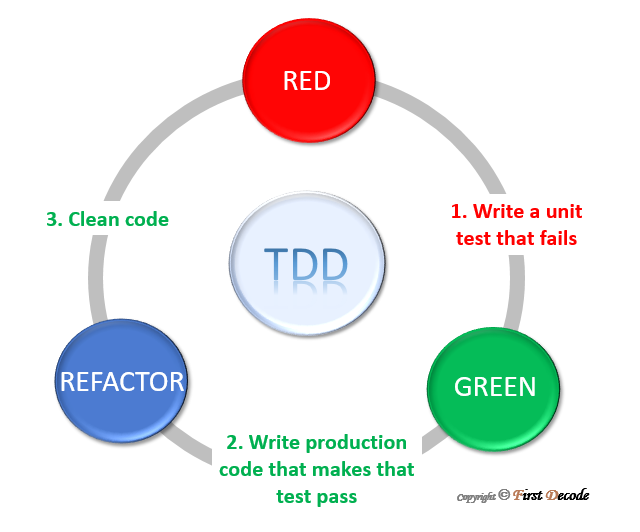 RED
1. Write a unit
test that fails
3. Clean code
TDD
REFACTOR
GREEN
2. Write production
code that makes that
test pass
Copyright © First Decode